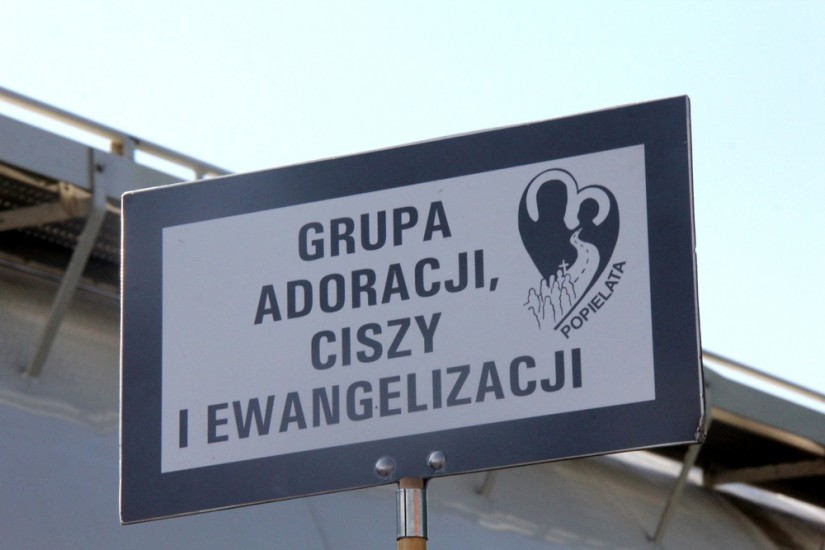 GRUPA
ADORACJI,
CISZY
I EWANGELIZACJI
POPIELATA